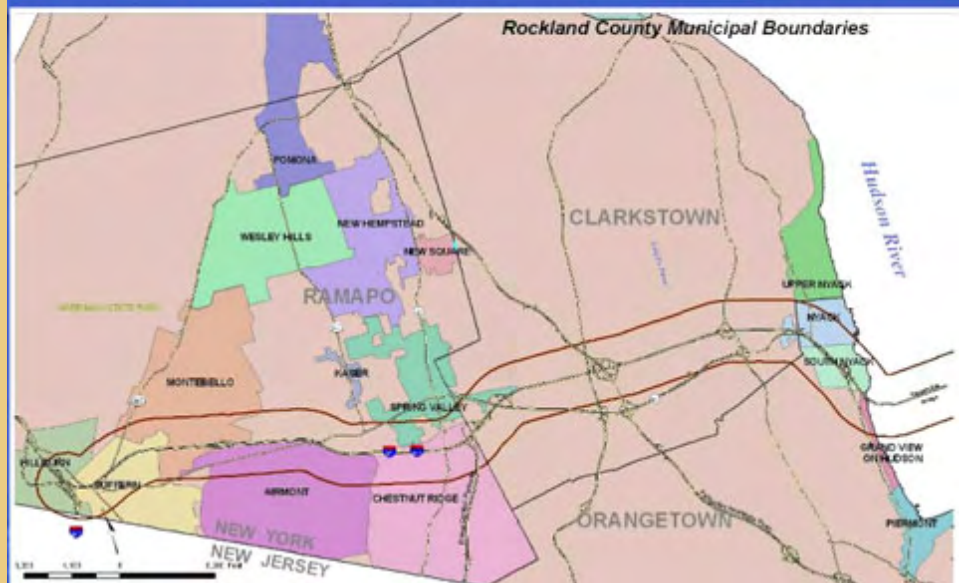 Rockland County Municipal Boundaries
POMONA
WESLEY HILLS
NEW HEMPSTEAD
NEW SQUARE
CLARKSTOWN
Hudson River
UPPER NYACK
NYACK
SOUTH NYACK
RAMAPO
MONTEBELLO
KASER
SPRING VALLEY
HILLBURN
SUFFERN
AIRMONT
CHESTNUT RIDGE
GRAND VIEW
ON HUDSON
ORANGETOWN
PIERMONT
NEW YORK
NEW JERSEY